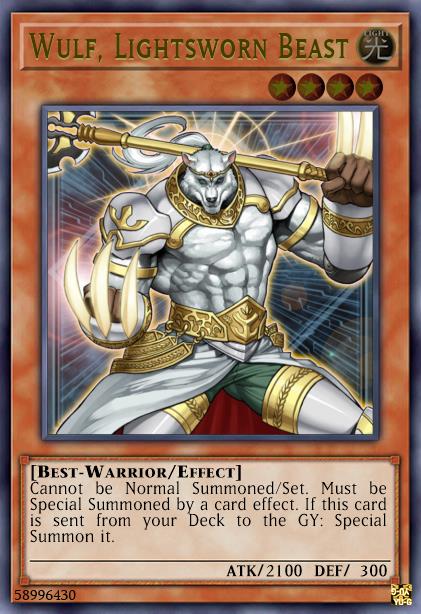 WULF, LIGHTSWORN BEAST
LIGHT
光
[BEST-WARRIOR/EFFECT]
Cannot be Normal Summoned/Set. Must be
Special Summoned by a card effect. If this card
is sent from your Deck to the GY: Special
Summon it.
ATK/2100 DEF/ 300
58996430